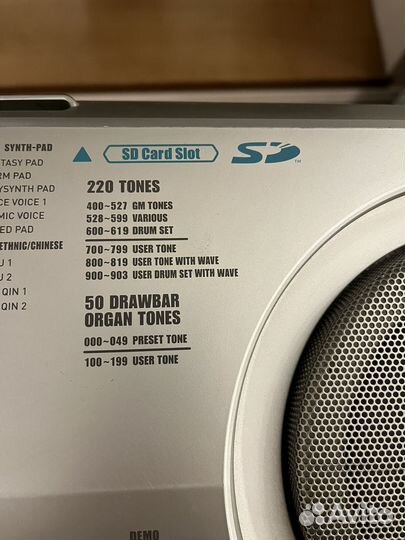 SYNTH-PAD
TASY PAD
RM PAD
YSYNTH PAD
CE VOICE 1
MIC VOICE
ED PAD
ETHNIC/CHINESE
U 1
U 2
QIN 1
QIN 2
SD Card Slot
SD
TM
220 TONES
400~527 GM TONES
528~599 VARIOUS
600~619 DRUM SET
700~799 USER TONE
800~819 USER TONE WITH WAVE
900~903 USER DRUM SET WITH WAVE
50 DRAWBAR
ORGAN TONES
000~049 PRESET TONE
100~199 USER TONE
DEMO
Avito